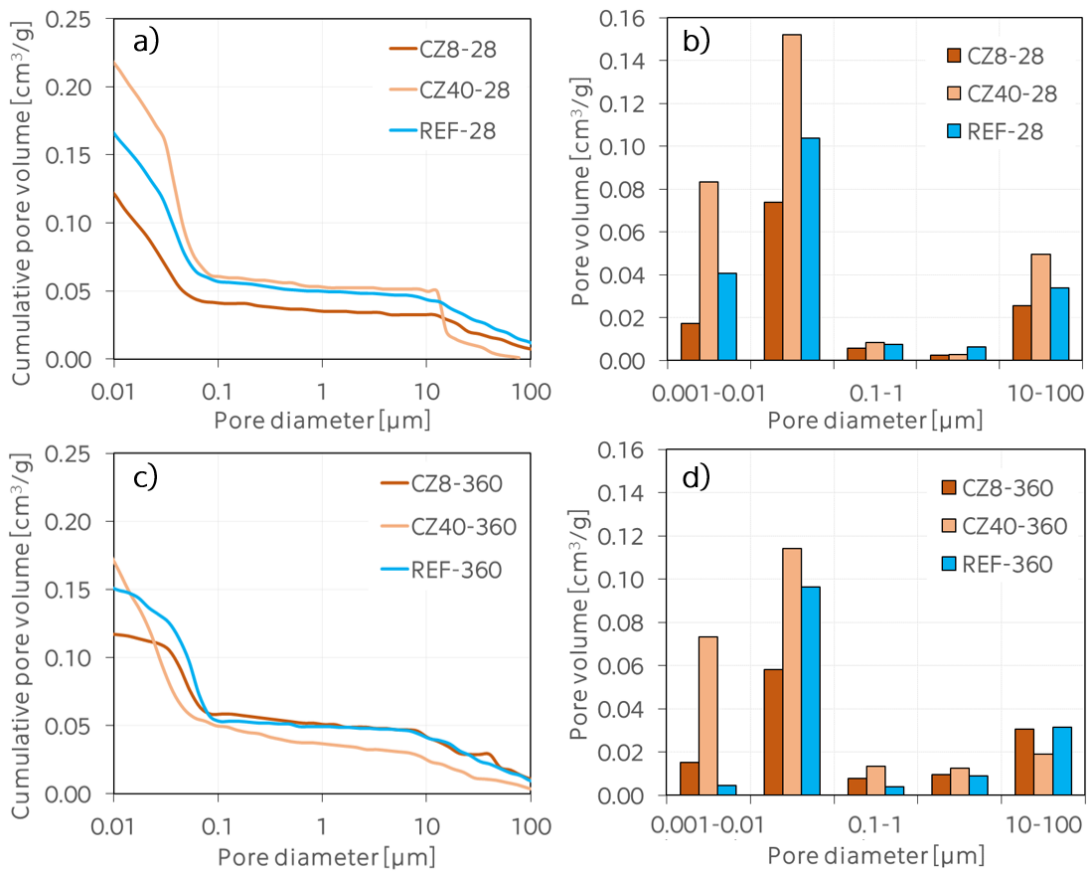 a)
Cumulative pore volume [cm³/g]
0.25
0.20
0.15
0.10
0.05
0.00
CZ8-28
CZ40-28
REF-28
0.01 0.1 1 10 100
Pore diameter [µm]
b)
Pore volume [cm³/g]
0.16
0.14
0.12
0.10
0.08
0.06
0.04
0.02
0.00
CZ8-28
CZ40-28
REF-28
0.001-0.01 0.1-1 10-100
Pore diameter [µm]
c)
Cumulative pore volume [cm³/g]
0.25
0.20
0.15
0.10
0.05
0.00
CZ8-360
CZ40-360
REF-360
0.01 0.1 1 10 100
Pore diameter [µm]
d)
Pore volume [cm³/g]
0.16
0.14
0.12
0.10
0.08
0.06
0.04
0.02
0.00
CZ8-360
CZ40-360
REF-360
0.001-0.01 0.1-1 10-100
Pore diameter [µm]